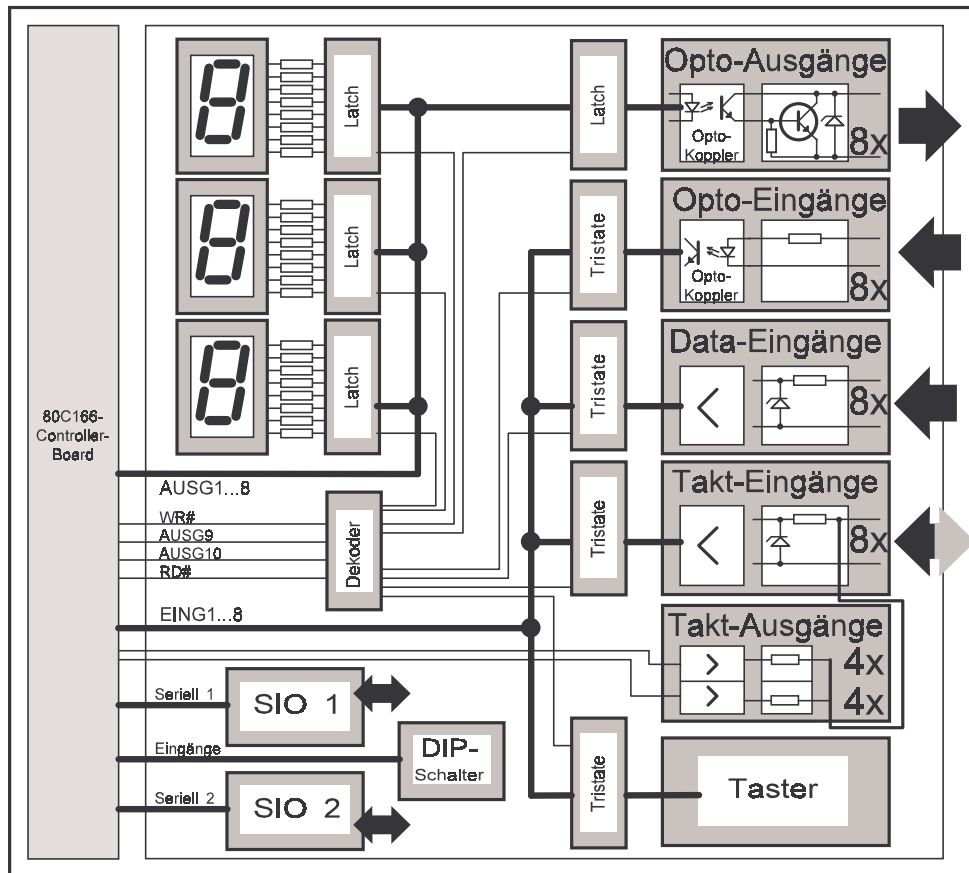 80C166-
Controller-
Board
Latch
Latch
Latch
AUSG1...8
WR#
AUSG9
AUSG10
RD#
EING1...8
Dekoder
Seriell 1
SIO 1
Eingänge
DIP-
Schalter
Seriell 2
SIO 2
Latch
Opto-Ausgänge
Opto-
Koppler
8x
Tristate
Opto-Eingänge
Opto-
Koppler
8x
Tristate
Data-Eingänge
8x
Tristate
Takt-Eingänge
8x
Takt-Ausgänge
4x
4x
Tristate
Taster